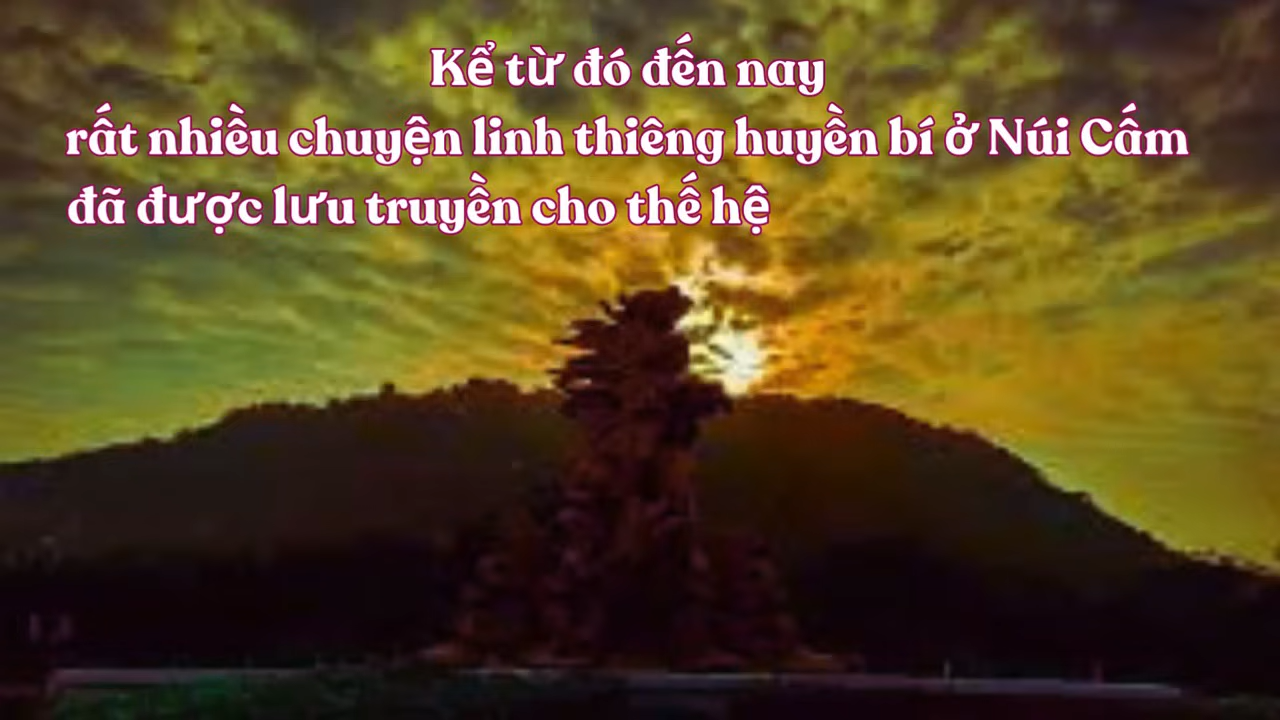 Kể từ đó đến nay
rất nhiều chuyện linh thiêng huyền bí ở Núi Cấm
đã được lưu truyền cho thế hệ